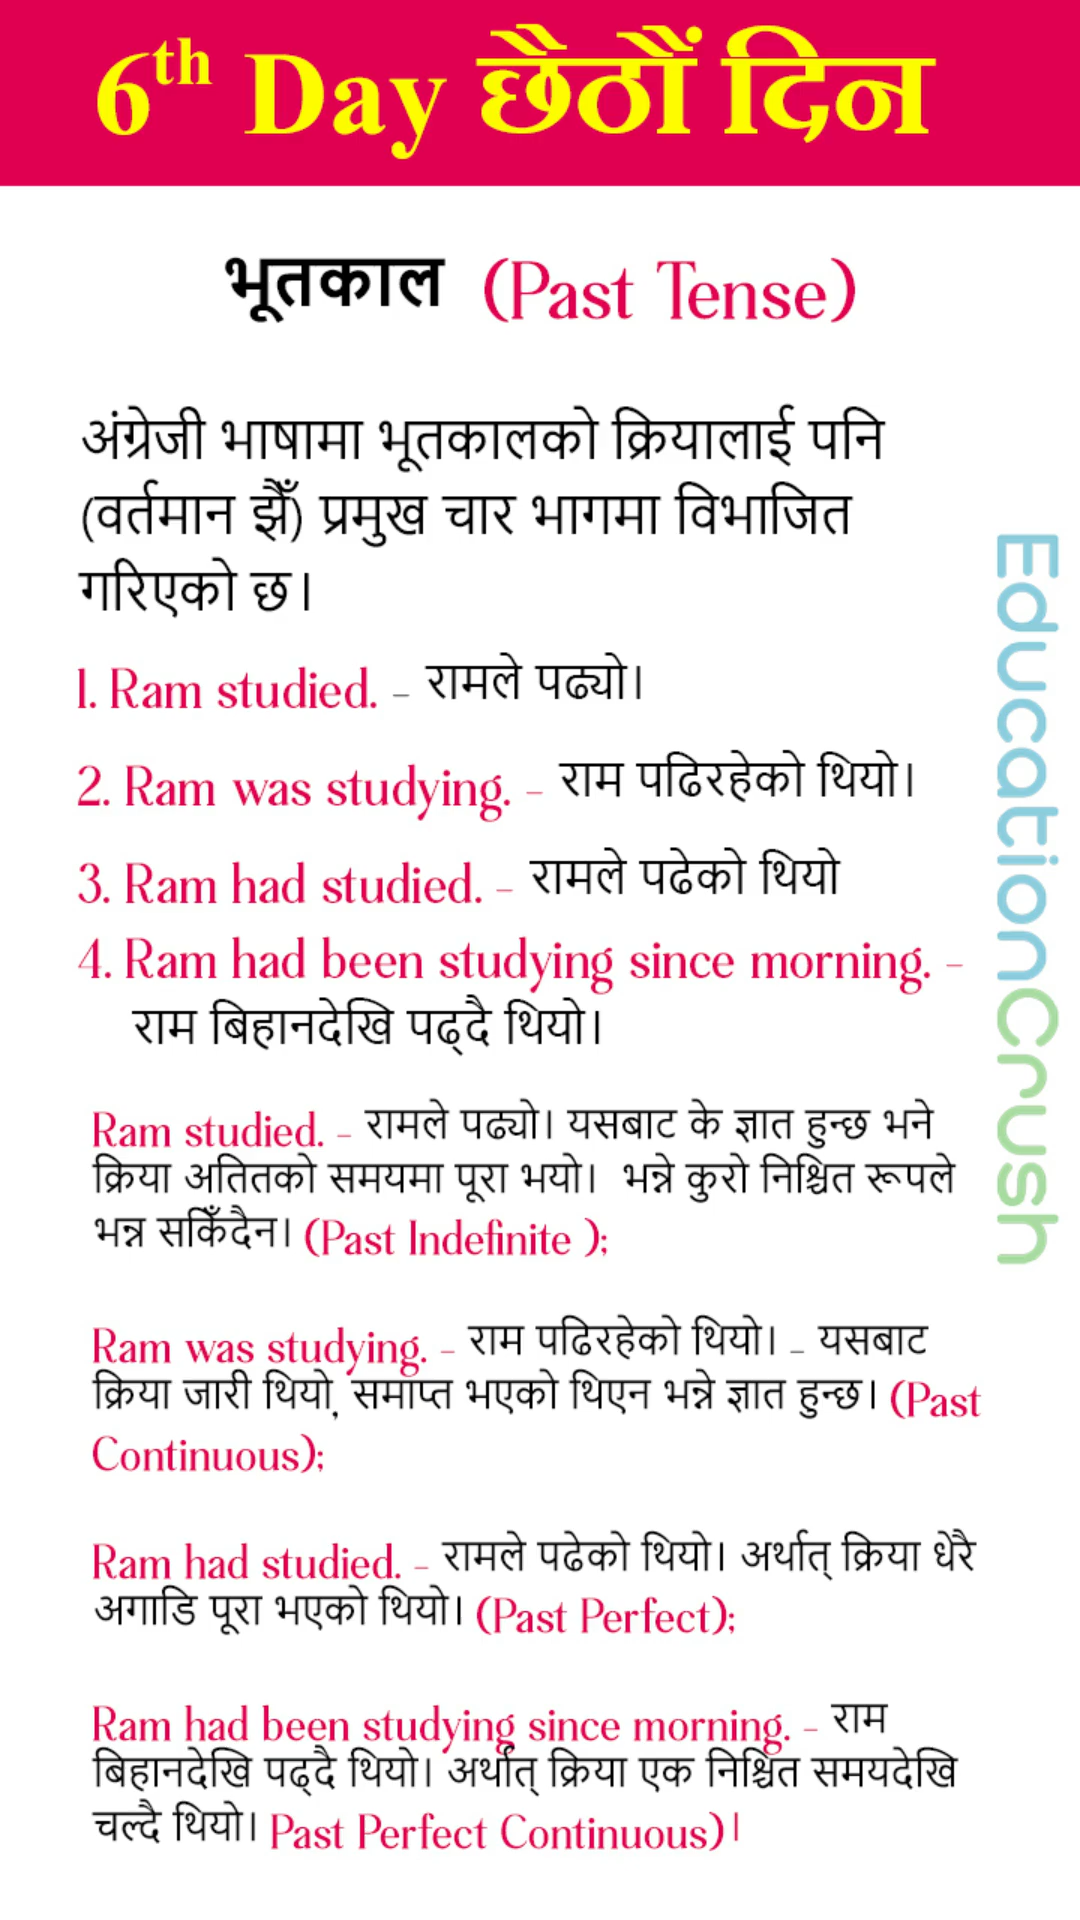 6th Day छैठौं दिन
भूतकाल (Past Tense)
अंग्रेजी भाषामा भूतकालको क्रियालाई पनि
(वर्तमान झैँ) प्रमुख चार भागमा विभाजित
गरिएको छ।
1. Ram studied. – रामले पढ्यो।
2. Ram was studying. – राम पढिरहेको थियो।
3. Ram had studied. – रामले पढेको थियो
4. Ram had been studying since morning. –
राम बिहानदेखि पढ्दै थियो।
Ram studied. – रामले पढ्यो। यसबाट के ज्ञात हुन्छ भने
क्रिया अतितको समयमा पूरा भयो। भन्ने कुरो निश्चित रूपले
भन्न सकिँदैन। (Past Indefinite );
Ram was studying. – राम पढिरहेको थियो। – यसबाट
क्रिया जारी थियो, समाप्त भएको थिएन भन्ने ज्ञात हुन्छ। (Past
Continuous);
Ram had studied. – रामले पढेको थियो। अर्थात् क्रिया धेरै
अगाडि पूरा भएको थियो। (Past Perfect);
Ram had been studying since morning. – राम
बिहानदेखि पढ्दै थियो। अर्थात् क्रिया एक निश्चित समयदेखि
चल्दै थियो। Past Perfect Continuous)।
EducationCrush